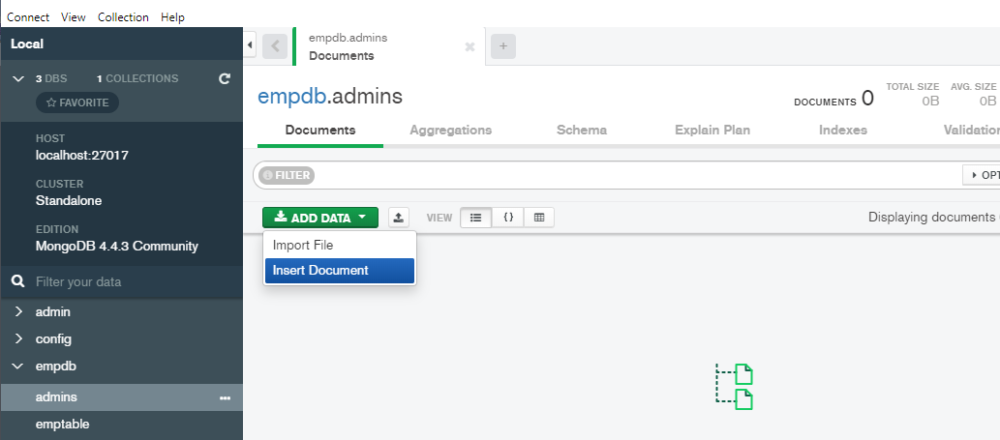 Connect View Collection Help
Local
3 DBS 1 COLLECTIONS
FAVORITE
HOST
localhost:27017
CLUSTER
Standalone
EDITION
MongoDB 4.4.3 Community
Filter your data
admin
config
empdb
admins
emptable
empdb.admins
Documents
empdb.admins
DOCUMENTS 0
TOTAL SIZE
0B
AVG. SIZE
0B
Documents Aggregations Schema Explain Plan Indexes Validation
FILTER
OPT
ADD DATA VIEW {} Displaying documents
Import File
Insert Document